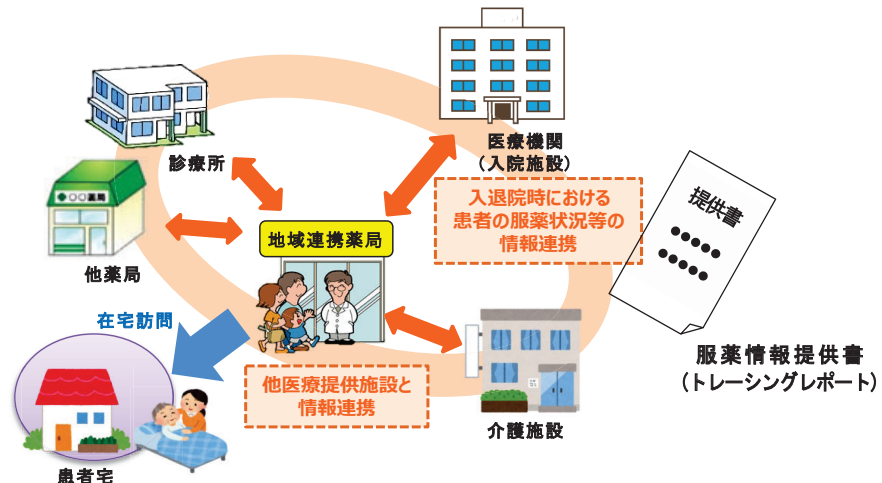 診療所
医療機関
(入院施設)
○○薬局
他薬局
地域連携薬局
入退院時における
患者の服薬状況等の
情報連携
提供書
●●●●●
●●●●●
服薬情報提供書
(トレーシングレポート)
在宅訪問
他医療提供施設と
情報連携
介護施設
患者宅